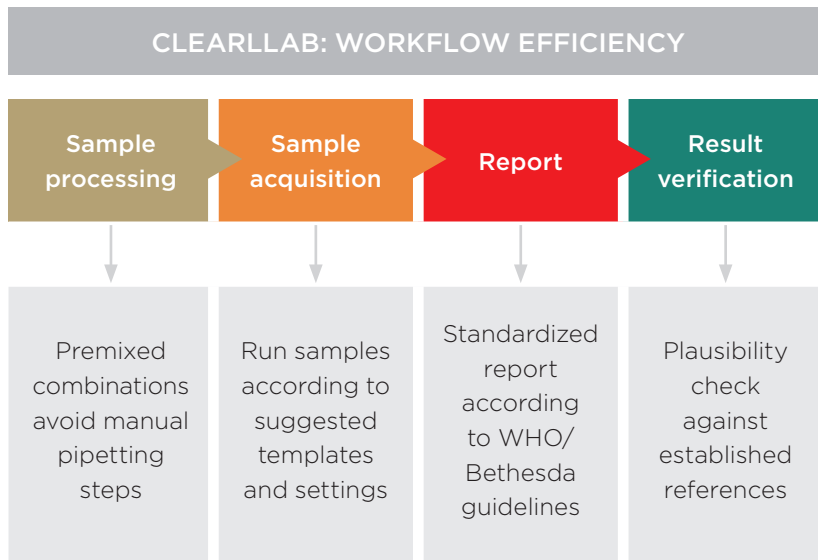 CLEARLLAB: WORKFLOW EFFICIENCY
Sample
processing
Sample
acquisition
Report
Result
verification
Premixed
combinations
avoid manual
pipetting
steps
Run samples
according to
suggested
templates
and settings
Standardized
report
according
to WHO/
Bethesda
guidelines
Plausibility
check
against
established
references